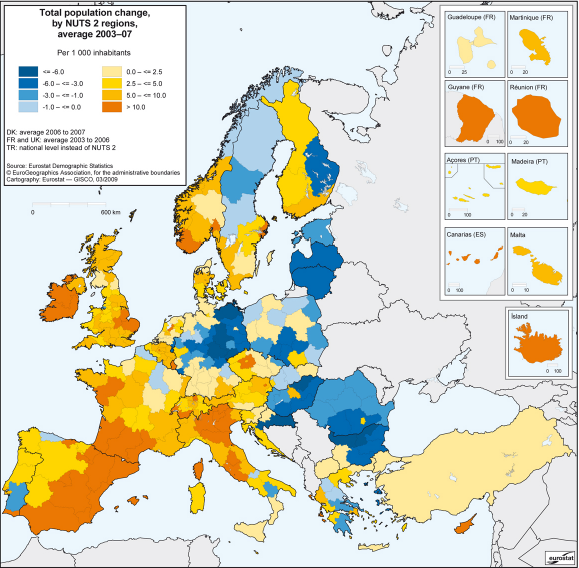 Total population change,
by NUTS 2 regions,
average 2003–07
Per 1 000 inhabitants
<= -6.0
-6.0 – <= -3.0
-3.0 – <= -1.0
-1.0 – <= 0.0
0.0 – <= 2.5
2.5 – <= 5.0
5.0 – <= 10.0
> 10.0
DK: average 2006 to 2007
FR and UK: average 2003 to 2006
TR: national level instead of NUTS 2
Source: Eurostat Demographic Statistics
© EuroGeographics Association, for the administrative boundaries
Cartography: Eurostat — GISCO, 03/2009
0 600 km
Guadeloupe (FR)
0 25
Martinique (FR)
0 20
Guyane (FR)
0 100
Réunion (FR)
0 20
Açores (PT)
0 100
Madeira (PT)
0 20
Canarias (ES)
0 100
Malta
0 10
Ísland
0 100
eurostat